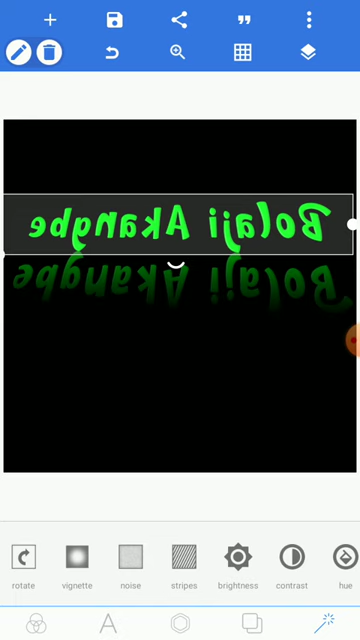 Bolaji Akangbe
Bolaji Akangbe
rotate
vignette
noise
stripes
brightness
contrast
hue